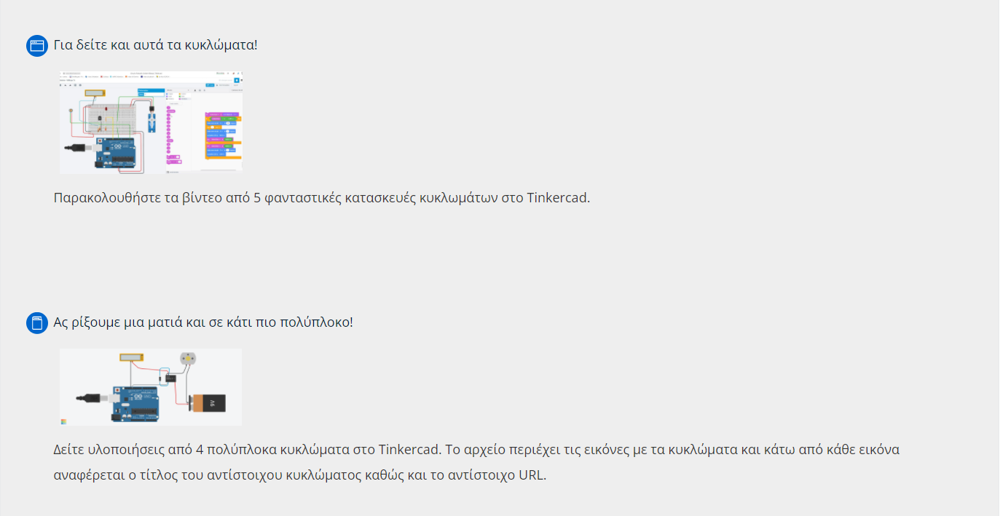 Για δείτε και αυτά τα κυκλώματα!
Παρακολουθήστε τα βίντεο από 5 φανταστικές κατασκευές κυκλωμάτων στο Tinkercad.
Ας ρίξουμε μια ματιά και σε κάτι πιο πολύπλοκο!
9V
Δείτε υλοποιήσεις από 4 πολύπλοκα κυκλώματα στο Tinkercad. Το αρχείο περιέχει τις εικόνες με τα κυκλώματα και κάτω από κάθε εικόνα
αναφέρεται ο τίτλος του αντίστοιχου κυκλώματος καθώς και το αντίστοιχο URL.